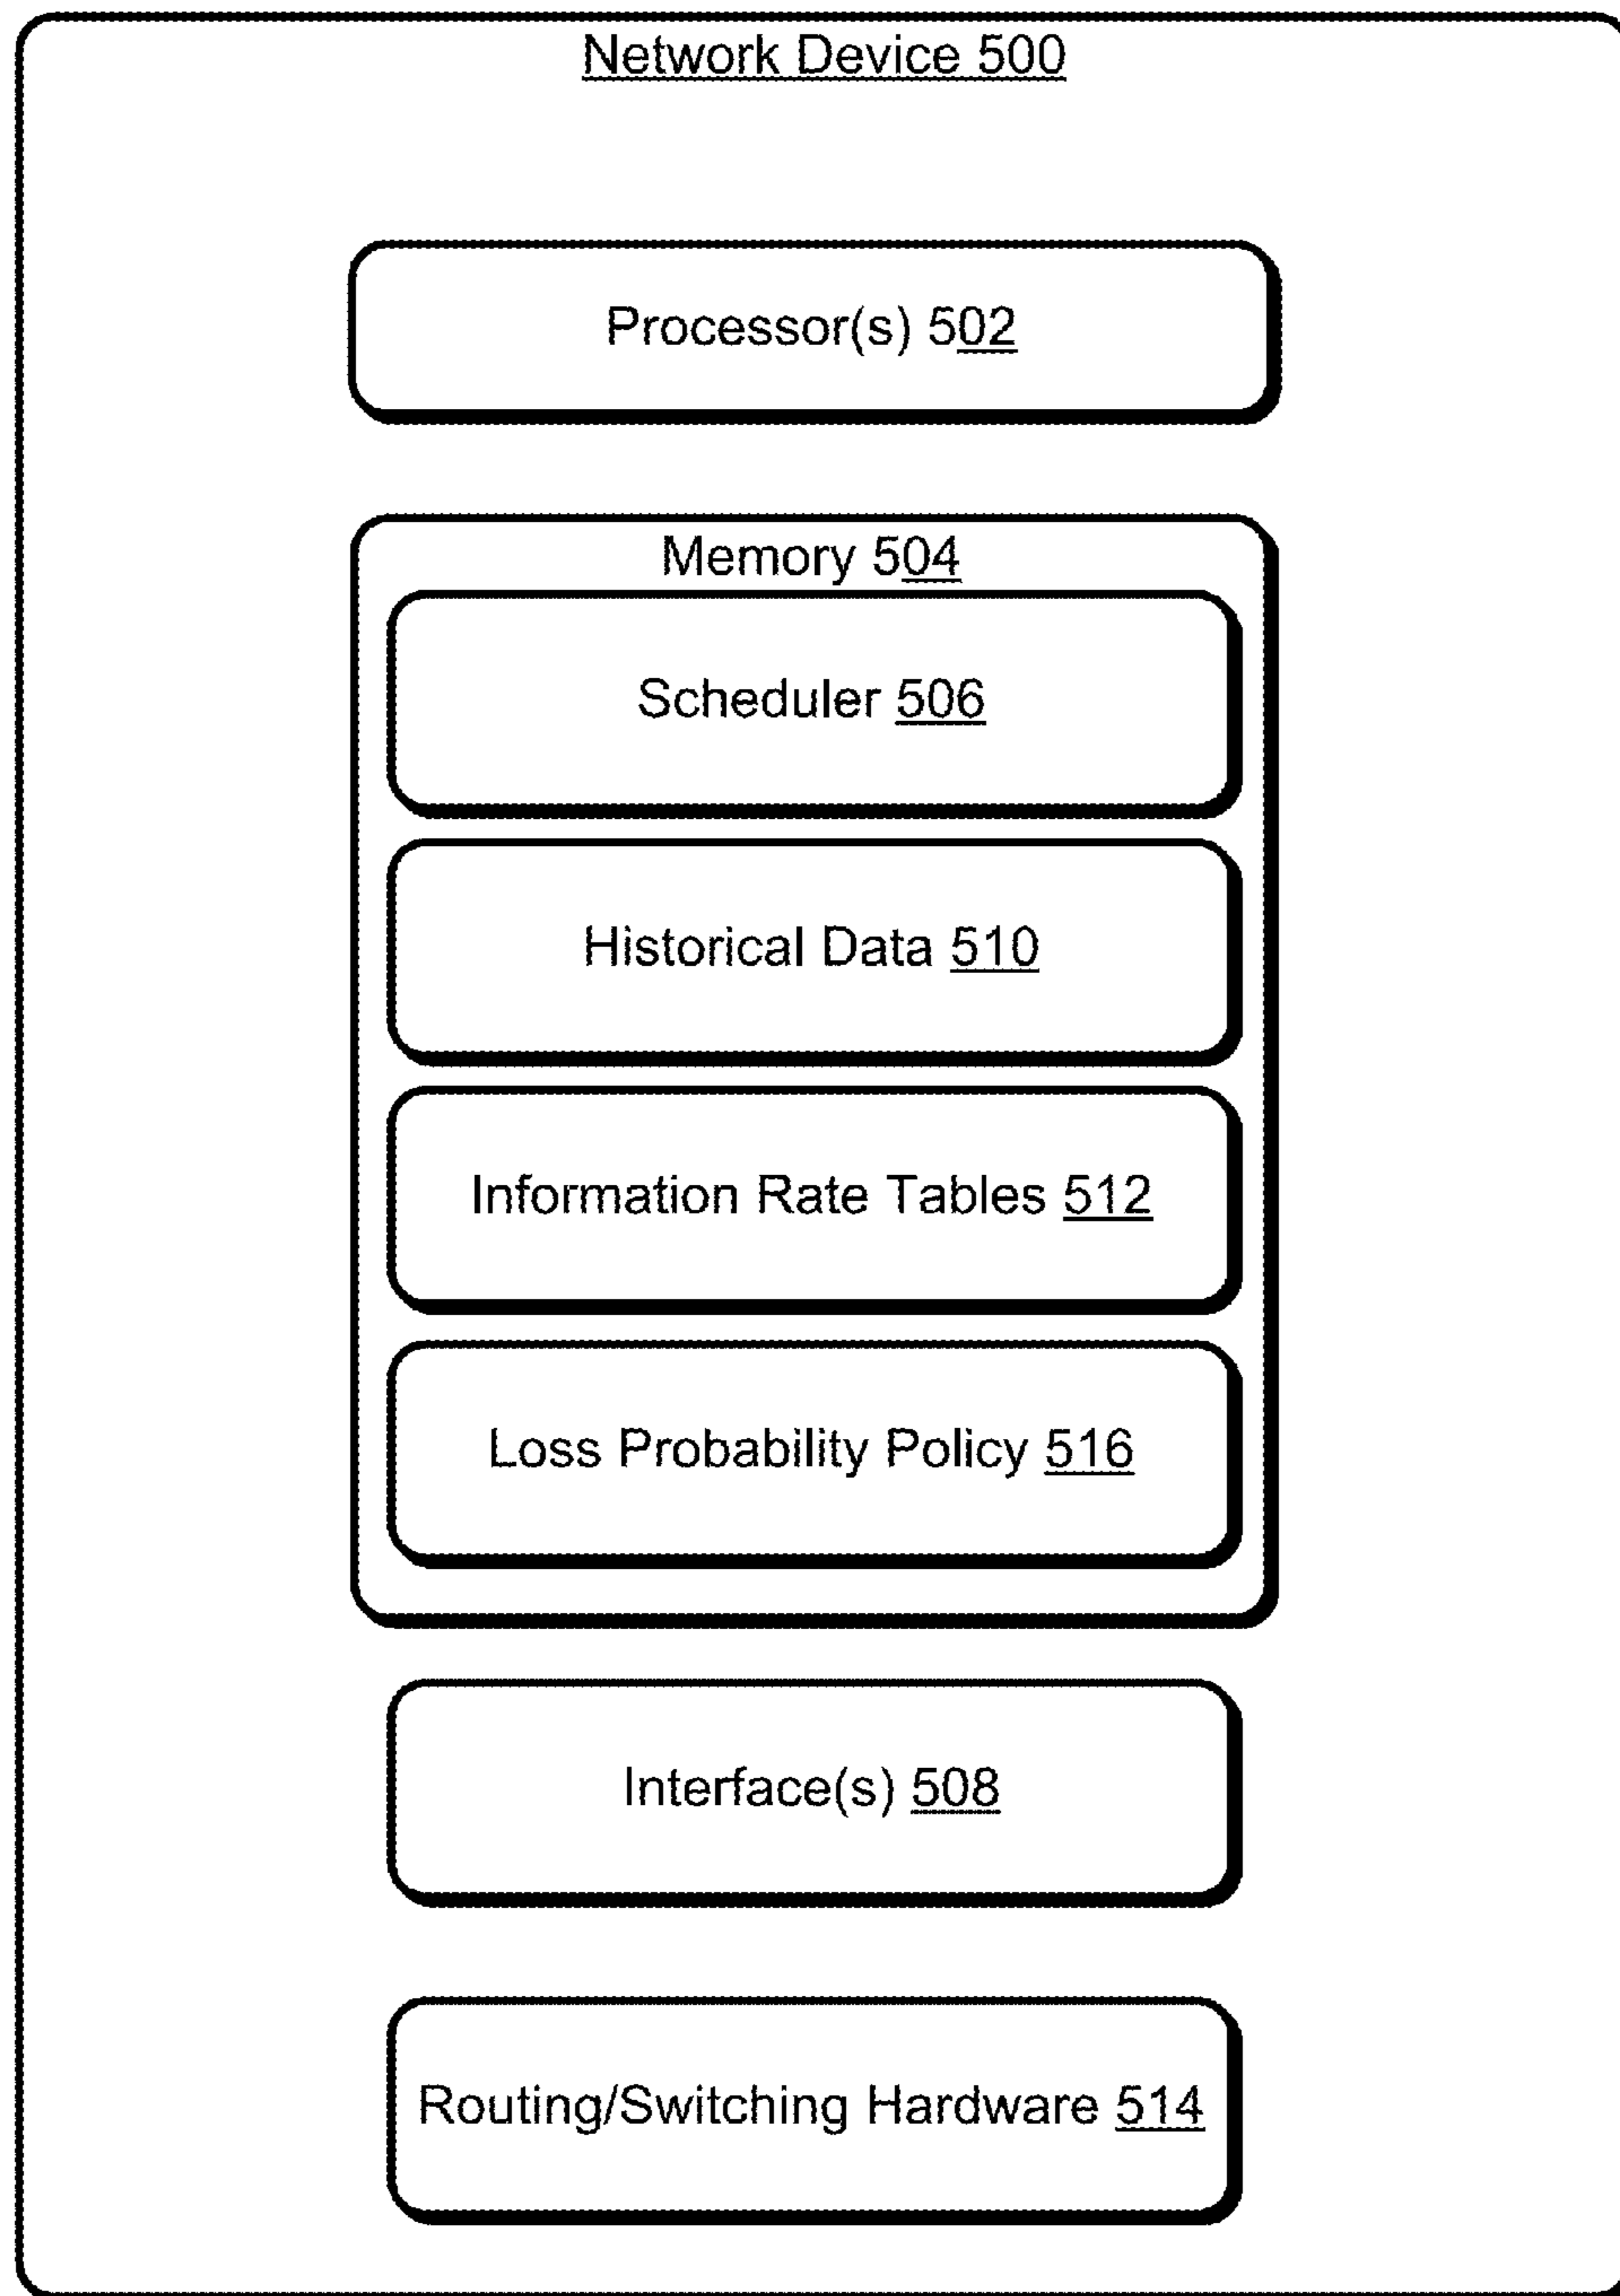 Network Device 500
Processor(s) 502
Memory 504
Scheduler 506
Historical Data 510
Information Rate Tables 512
Loss Probability Policy 516
Interface(s) 508
Routing/Switching Hardware 514